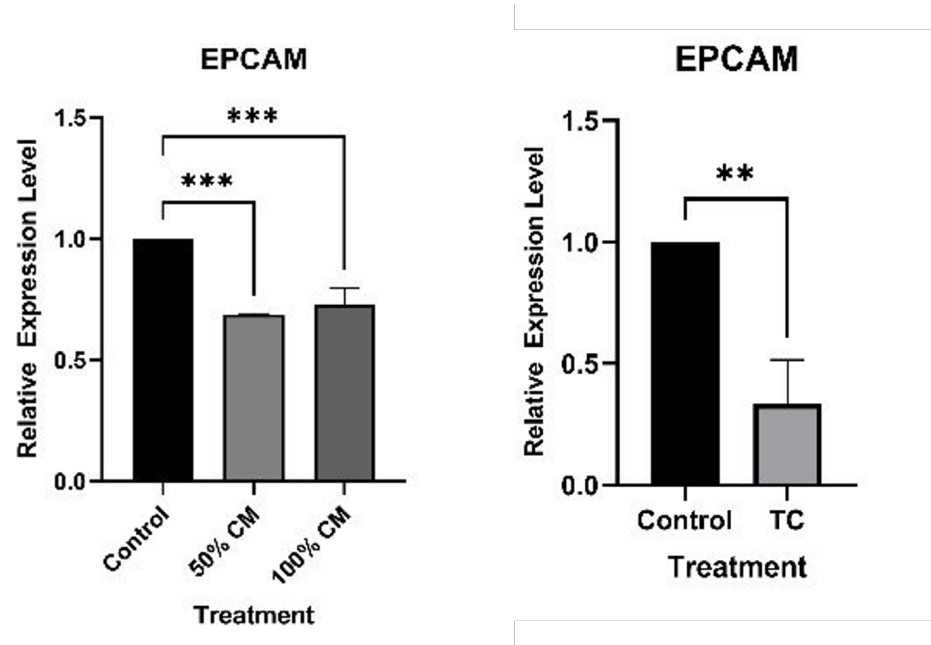 EPCAM
***
***
1.5
1.0
0.5
0.0
Relative Expression Level
Control
50% CM
100% CM
Treatment
EPCAM
**
1.5
1.0
0.5
0.0
Relative Expression Level
Control
TC
Treatment